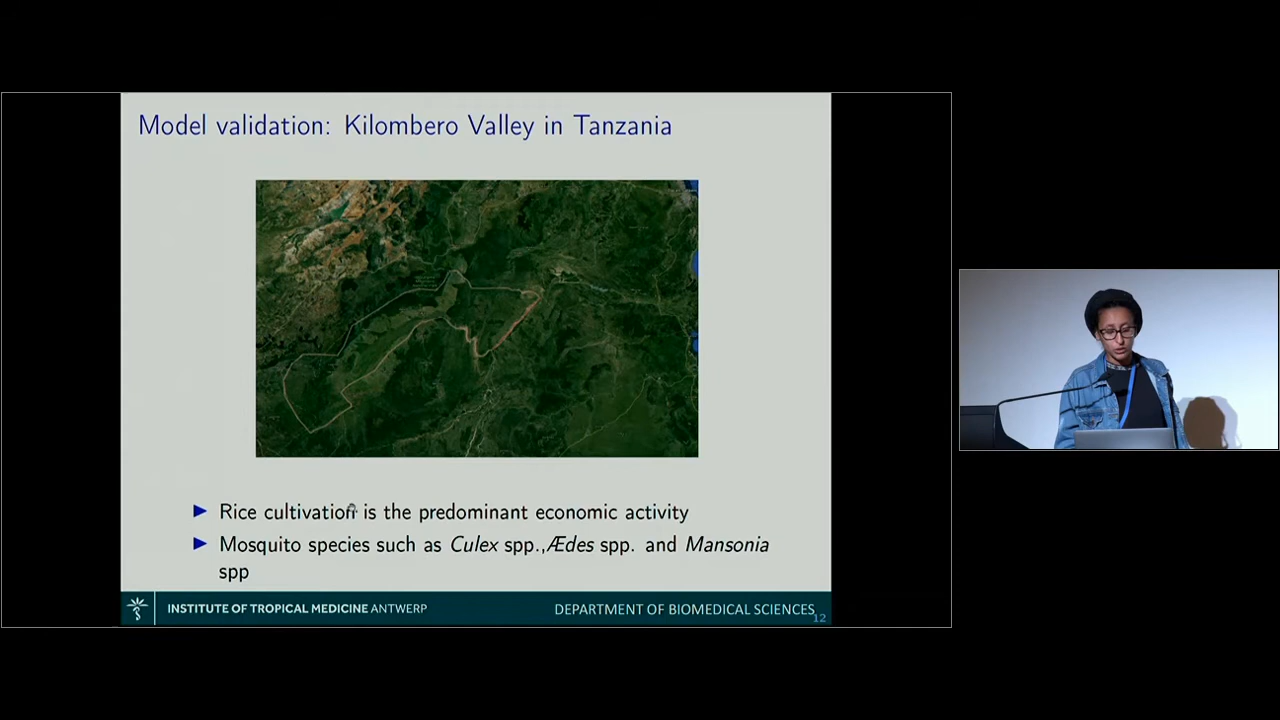 Model validation: Kilombero Valley in Tanzania
▶ Rice cultivation is the predominant economic activity
▶ Mosquito species such as Culex spp.,Ædes spp. and Mansonia
spp
INSTITUTE OF TROPICAL MEDICINE ANTWERP
DEPARTMENT OF BIOMEDICAL SCIENCES
12